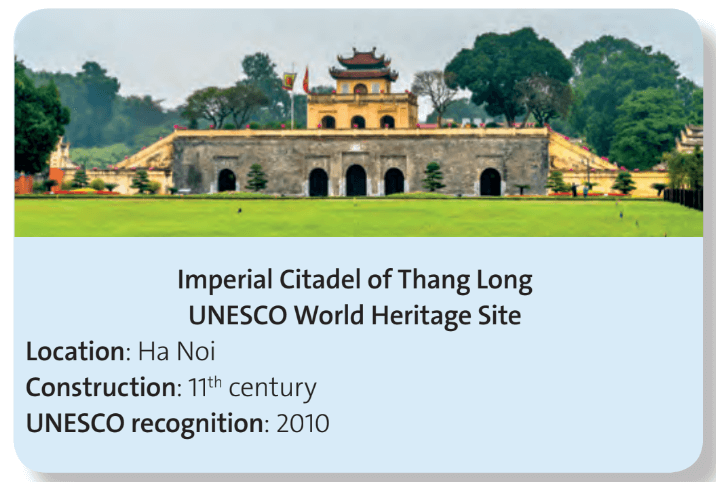 Imperial Citadel of Thang Long
UNESCO World Heritage Site
Location: Ha Noi
Construction: 11th century
UNESCO recognition: 2010